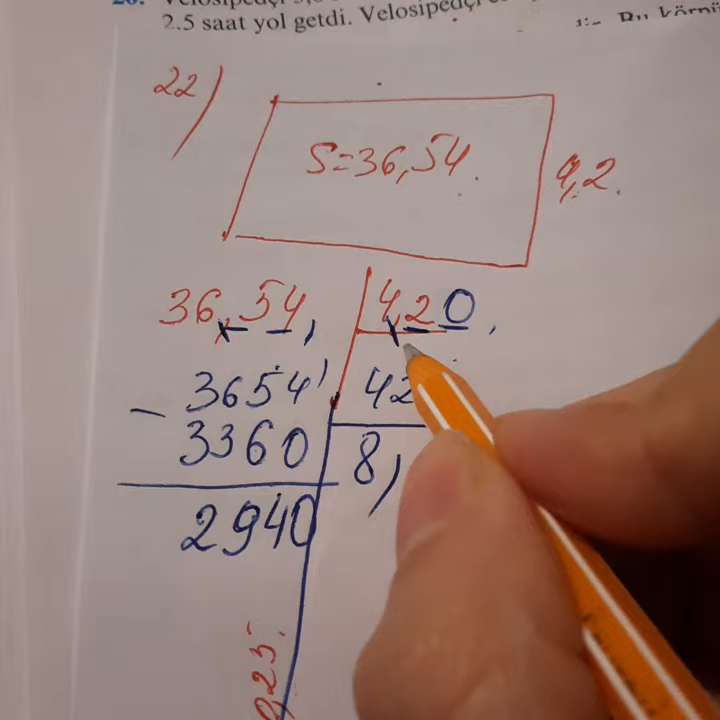 2.5 saat yol getdi. Velosipedçi
22)
S=36,54. 4,2.
36,54, 4,20,
3654
- 3360 8,
2940